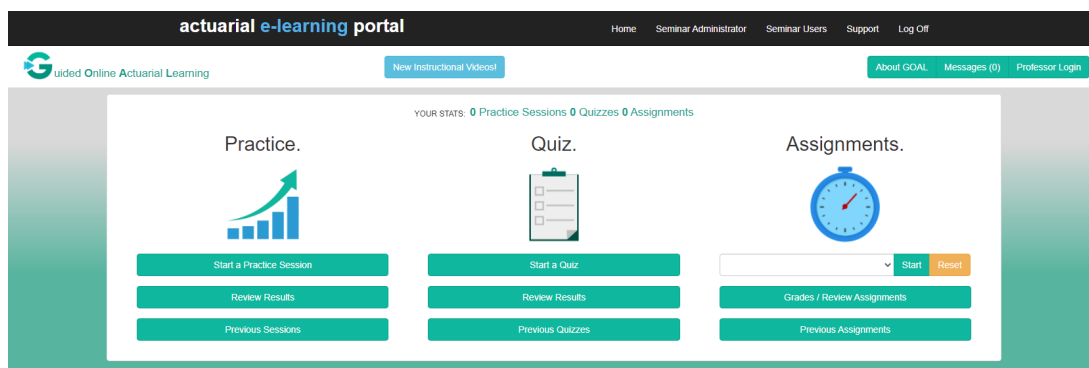 actuarial e-learning portal
Home Seminar Administrator Seminar Users Support Log Off
Guided Online Actuarial Learning
New Instructional Videos!
About GOAL Messages (0) Professor Login
YOUR STATS: 0 Practice Sessions 0 Quizzes 0 Assignments
Practice. Quiz. Assignments.
Start a Practice Session Start a Quiz Start Reset
Review Results Review Results Grades / Review Assignments
Previous Sessions Previous Quizzes Previous Assignments